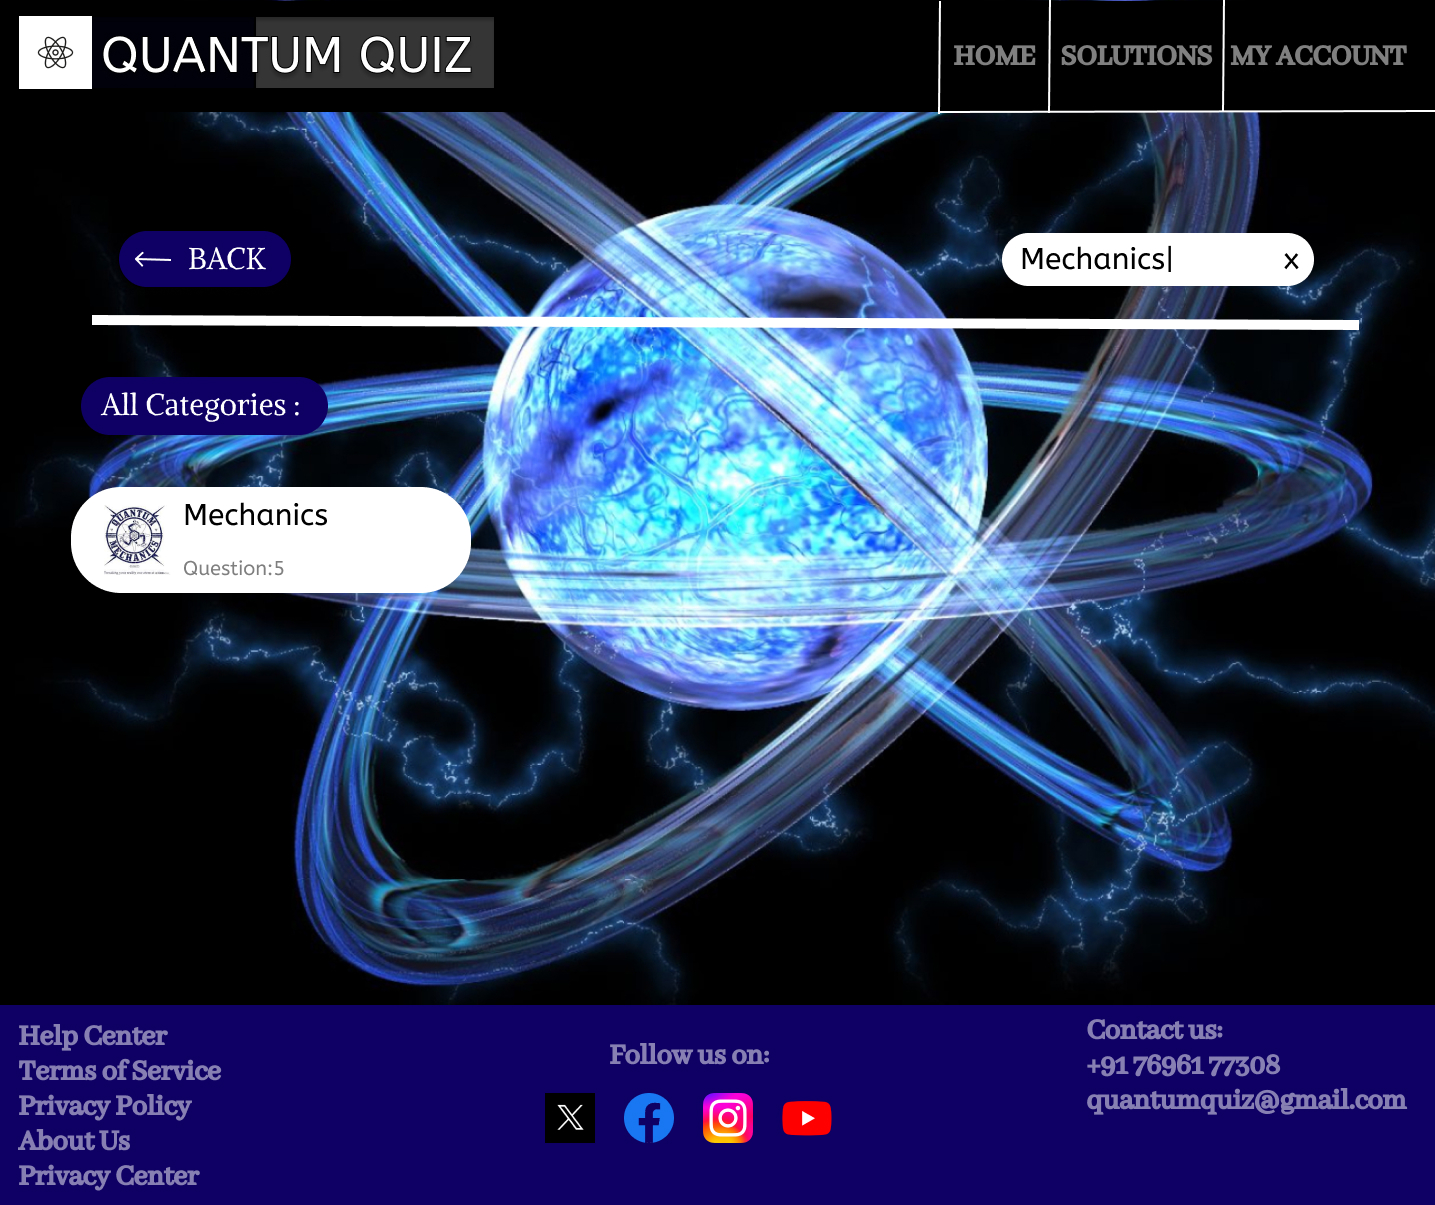 QUANTUM QUIZ
HOME
SOLUTIONS
MY ACCOUNT
BACK
Mechanics
x
All Categories :
QUANTUM
MECHANICS
Mechanics
Question:5
Help Center
Terms of Service
Privacy Policy
About Us
Privacy Center
Follow us on:
Contact us:
+91 76961 77308
quantumquiz@gmail.com